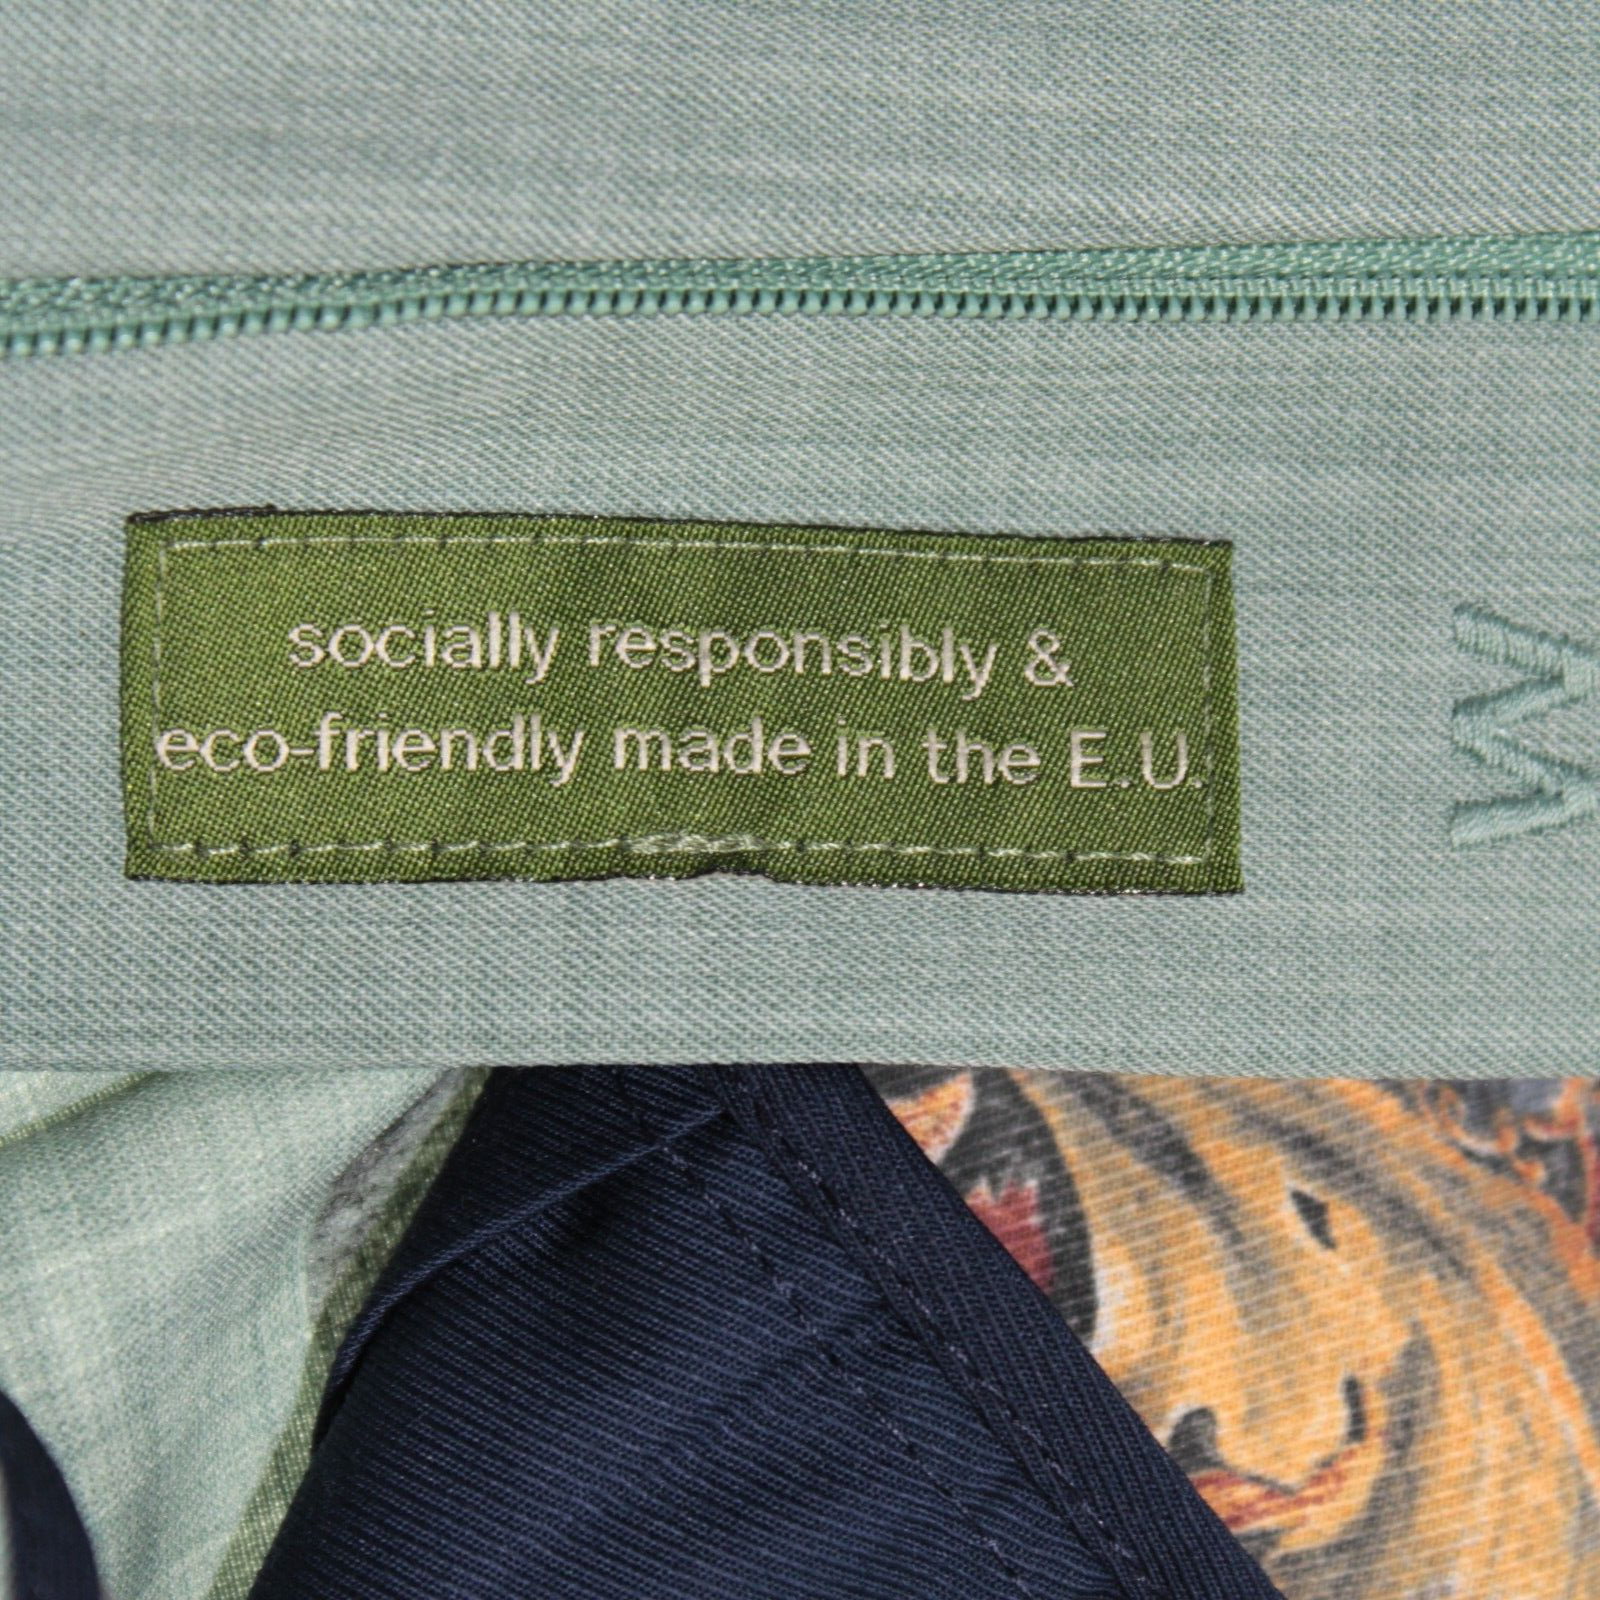 socially responsibly &
eco-friendly made in the E.U.
W